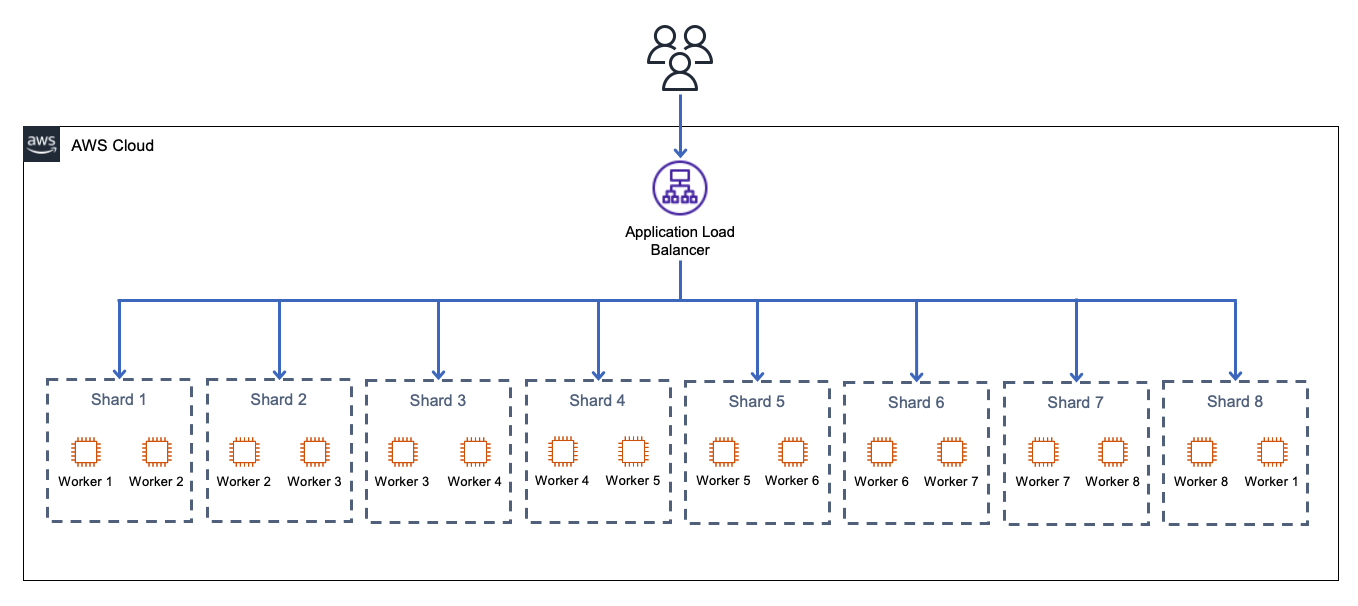 aws
AWS Cloud
Application Load
Balancer
Shard 1
Worker 1
Worker 2
Shard 2
Worker 2
Worker 3
Shard 3
Worker 3
Worker 4
Shard 4
Worker 4
Worker 5
Shard 5
Worker 5
Worker 6
Shard 6
Worker 6
Worker 7
Shard 7
Worker 7
Worker 8
Shard 8
Worker 8
Worker 1